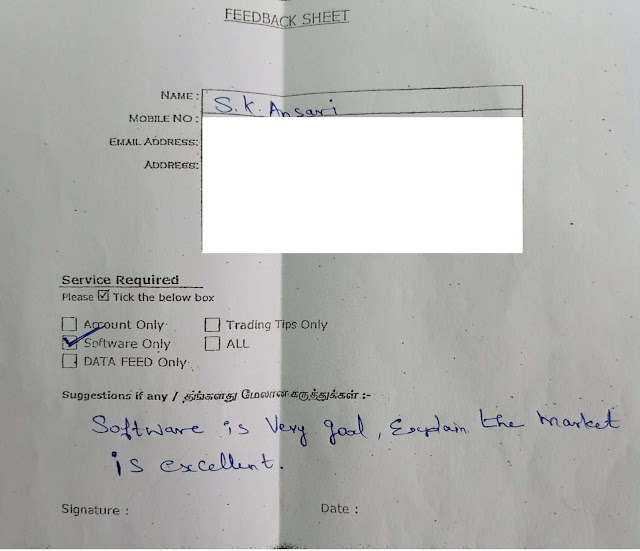 FEEDBACK SHEET
NAME : S.K. Ansari
MOBILE NO :
EMAIL ADDRESS:
ADDRESS:
Service Required
Please ☑ Tick the below box
☐ Account Only ☐ Trading Tips Only
☑ Software Only ☐ ALL
☐ DATA FEED Only
Suggestions if any / தங்களது மேலான கருத்துக்கள் :-
Software is Very good, Explain the market
is excellent.
Signature : Date :